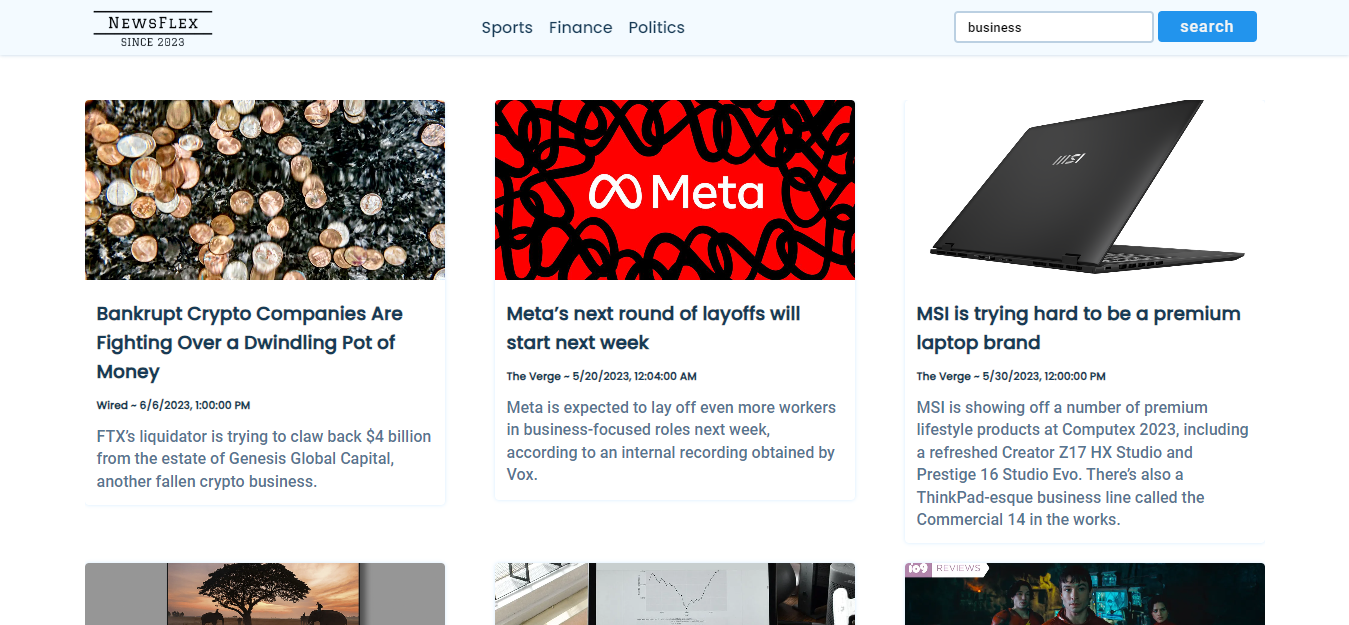 NEWSFLEX
SINCE 2023
Sports Finance Politics
business
search
Meta
msi
Bankrupt Crypto Companies Are
Fighting Over a Dwindling Pot of
Money
Wired ~ 6/6/2023, 1:00:00 PM
FTX’s liquidator is trying to claw back $4 billion
from the estate of Genesis Global Capital,
another fallen crypto business.
Meta’s next round of layoffs will
start next week
The Verge ~ 5/20/2023, 12:04:00 AM
Meta is expected to lay off even more workers
in business-focused roles next week,
according to an internal recording obtained by
Vox.
MSI is trying hard to be a premium
laptop brand
The Verge ~ 5/30/2023, 12:00:00 PM
MSI is showing off a number of premium
lifestyle products at Computex 2023, including
a refreshed Creator Z17 HX Studio and
Prestige 16 Studio Evo. There’s also a
ThinkPad-esque business line called the
Commercial 14 in the works.
io9 REVIEWS